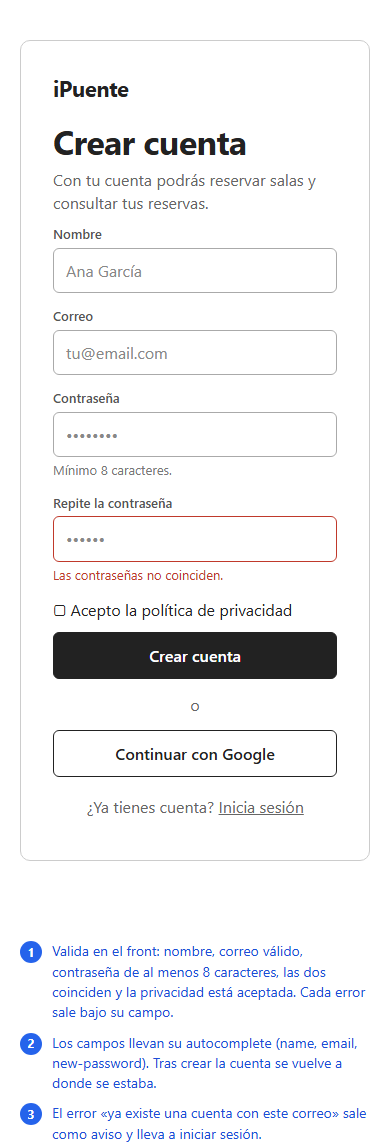 iPuente
Crear cuenta
Con tu cuenta podrás reservar salas y
consultar tus reservas.
Nombre
Ana García
Correo
tu@email.com
Contraseña
••••••••
Mínimo 8 caracteres.
Repite la contraseña
••••••
Las contraseñas no coinciden.
Acepto la política de privacidad
Crear cuenta
o
Continuar con Google
¿Ya tienes cuenta? Inicia sesión
1 Valida en el front: nombre, correo válido,
contraseña de al menos 8 caracteres, las dos
coinciden y la privacidad está aceptada. Cada error
sale bajo su campo.
2 Los campos llevan su autocomplete (name, email,
new-password). Tras crear la cuenta se vuelve a
donde se estaba.
3 El error «ya existe una cuenta con este correo» sale
como aviso y lleva a iniciar sesión.